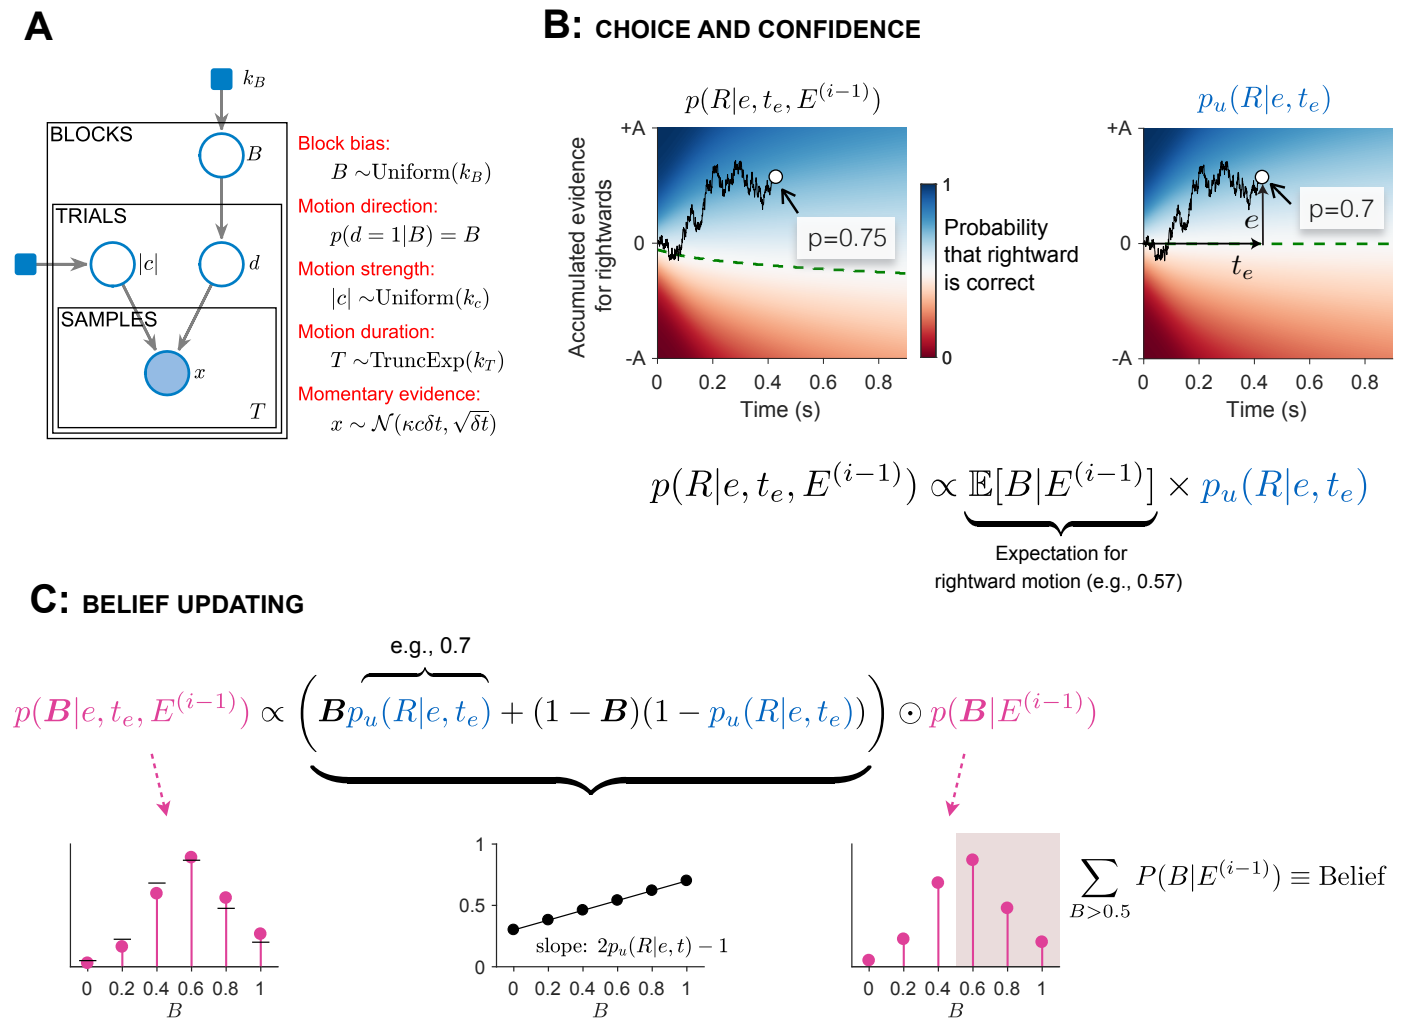 A
k_B
BLOCKS
B
TRIALS
|c|
d
SAMPLES
x
T
Block bias:
B ∼Uniform(k_B)
Motion direction:
p(d = 1|B) = B
Motion strength:
|c| ∼Uniform(k_c)
Motion duration:
T ∼TruncExp(k_T)
Momentary evidence:
x ∼ 𝒩(κcδt, √δt)
B: CHOICE AND CONFIDENCE
p(R|e, t_e, E^(i−1))
Accumulated evidence
for rightwards
+A
0
-A
p=0.75
0 0.2 0.4 0.6 0.8
Time (s)
1
0
Probability
that rightward
is correct
p_u(R|e, t_e)
+A
0
-A
p=0.7
e
t_e
0 0.2 0.4 0.6 0.8
Time (s)
p(R|e, t_e, E^(i−1)) ∝ 𝔼[B|E^(i−1)] × p_u(R|e, t_e)
Expectation for
rightward motion (e.g., 0.57)
C: BELIEF UPDATING
e.g., 0.7
p(B|e, t_e, E^(i−1)) ∝ (Bp_u(R|e, t_e) + (1 − B)(1 − p_u(R|e, t_e))) ⊙ p(B|E^(i−1))
0 0.2 0.4 0.6 0.8 1
B
1
0.5
0
slope: 2p_u(R|e, t) − 1
0 0.2 0.4 0.6 0.8 1
B
0 0.2 0.4 0.6 0.8 1
B
∑_{B>0.5} P(B|E^(i−1)) ≡ Belief